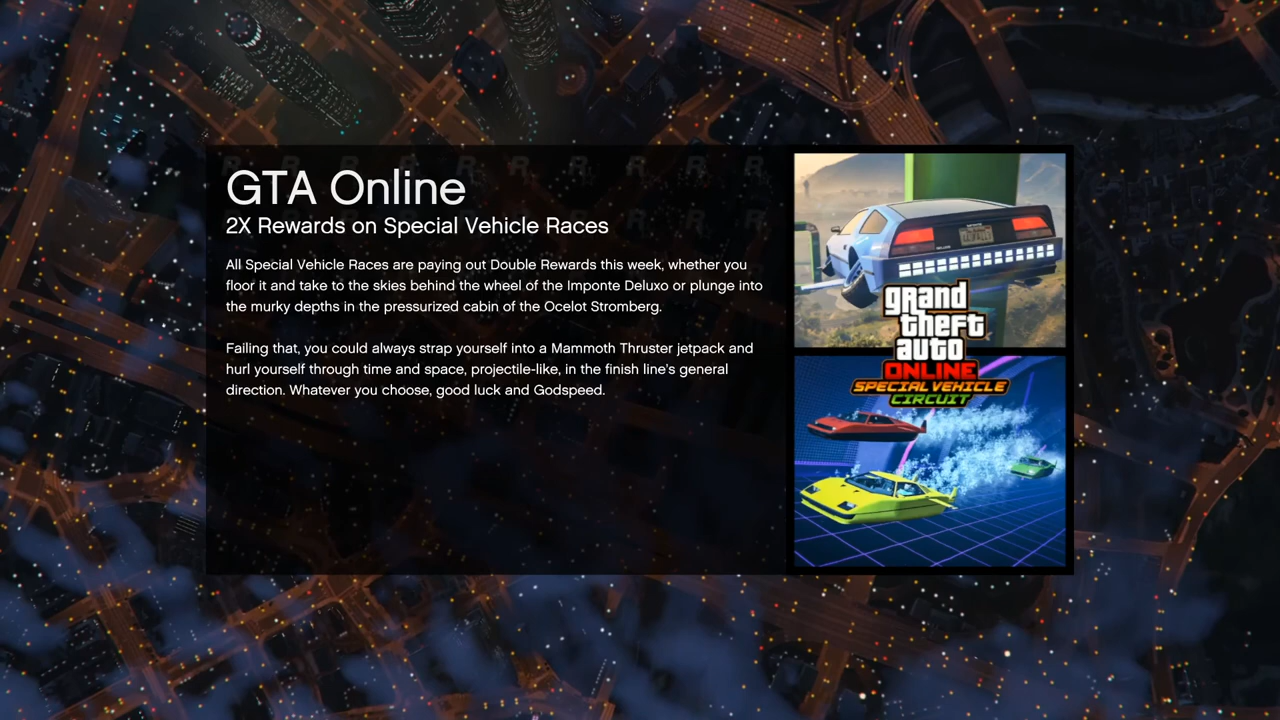 GTA Online
2X Rewards on Special Vehicle Races
All Special Vehicle Races are paying out Double Rewards this week, whether you
floor it and take to the skies behind the wheel of the Imponte Deluxo or plunge into
the murky depths in the pressurized cabin of the Ocelot Stromberg.
Failing that, you could always strap yourself into a Mammoth Thruster jetpack and
hurl yourself through time and space, projectile-like, in the finish line's general
direction. Whatever you choose, good luck and Godspeed.
grand
theft
auto
ONLINE
SPECIAL VEHICLE
CIRCUIT